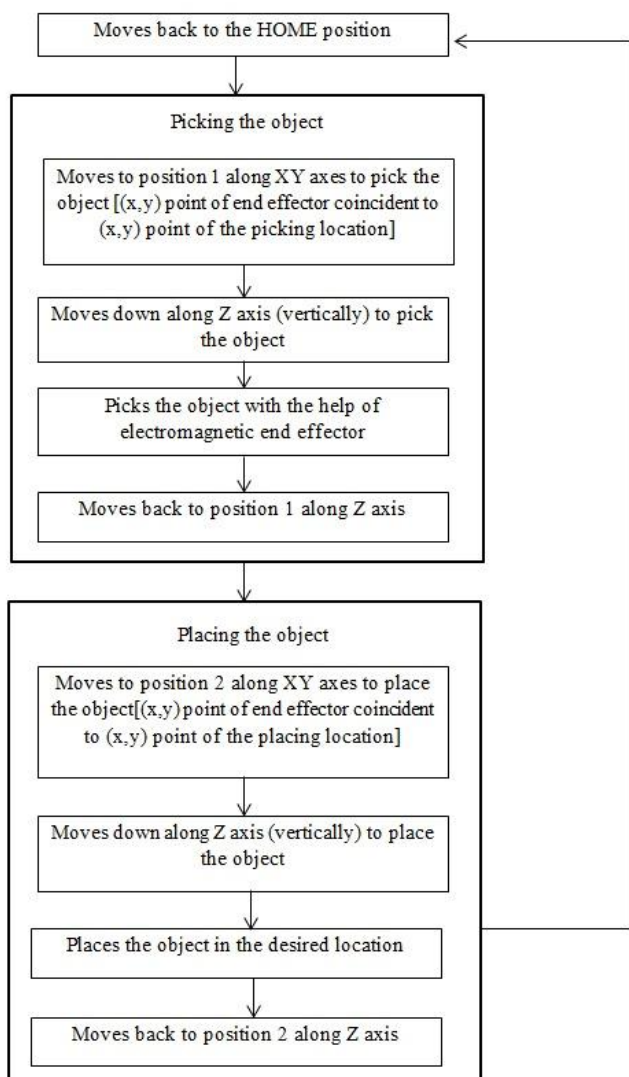 Moves back to the HOME position
Picking the object
Moves to position 1 along XY axes to pick the
object [(x,y) point of end effector coincident to
(x,y) point of the picking location]
Moves down along Z axis (vertically) to pick
the object
Picks the object with the help of
electromagnetic end effector
Moves back to position 1 along Z axis
Placing the object
Moves to position 2 along XY axes to place
the object[(x,y) point of end effector coincident
to (x,y) point of the placing location]
Moves down along Z axis (vertically) to place
the object
Places the object in the desired location
Moves back to position 2 along Z axis